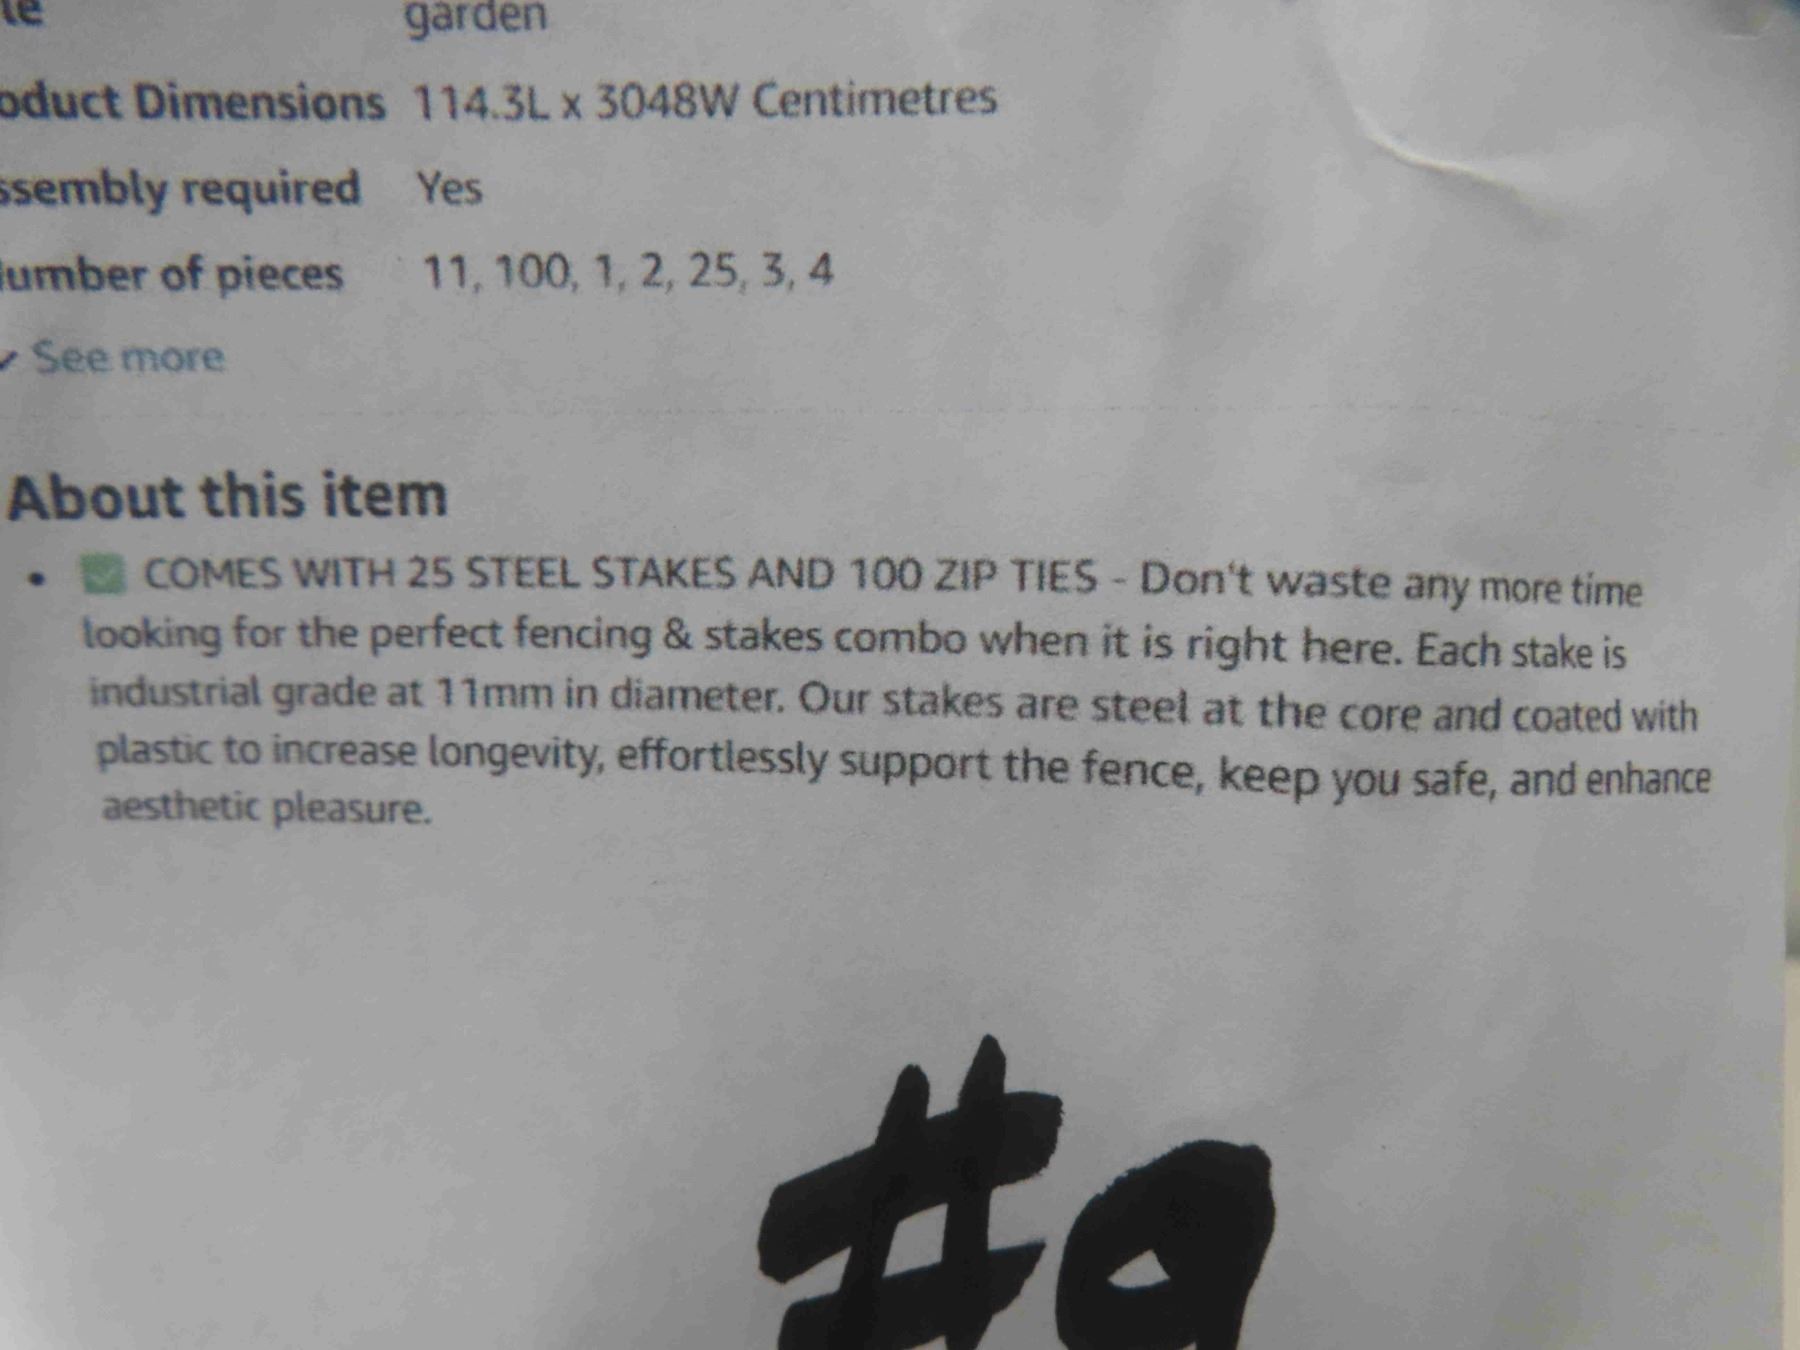 le garden
oduct Dimensions 114.3L x 3048W Centimetres
ssembly required Yes
umber of pieces 11, 100, 1, 2, 25, 3, 4
See more
About this item
• ✅ COMES WITH 25 STEEL STAKES AND 100 ZIP TIES - Don't waste any more time
looking for the perfect fencing & stakes combo when it is right here. Each stake is
industrial grade at 11mm in diameter. Our stakes are steel at the core and coated with
plastic to increase longevity, effortlessly support the fence, keep you safe, and enhance
aesthetic pleasure.
#9